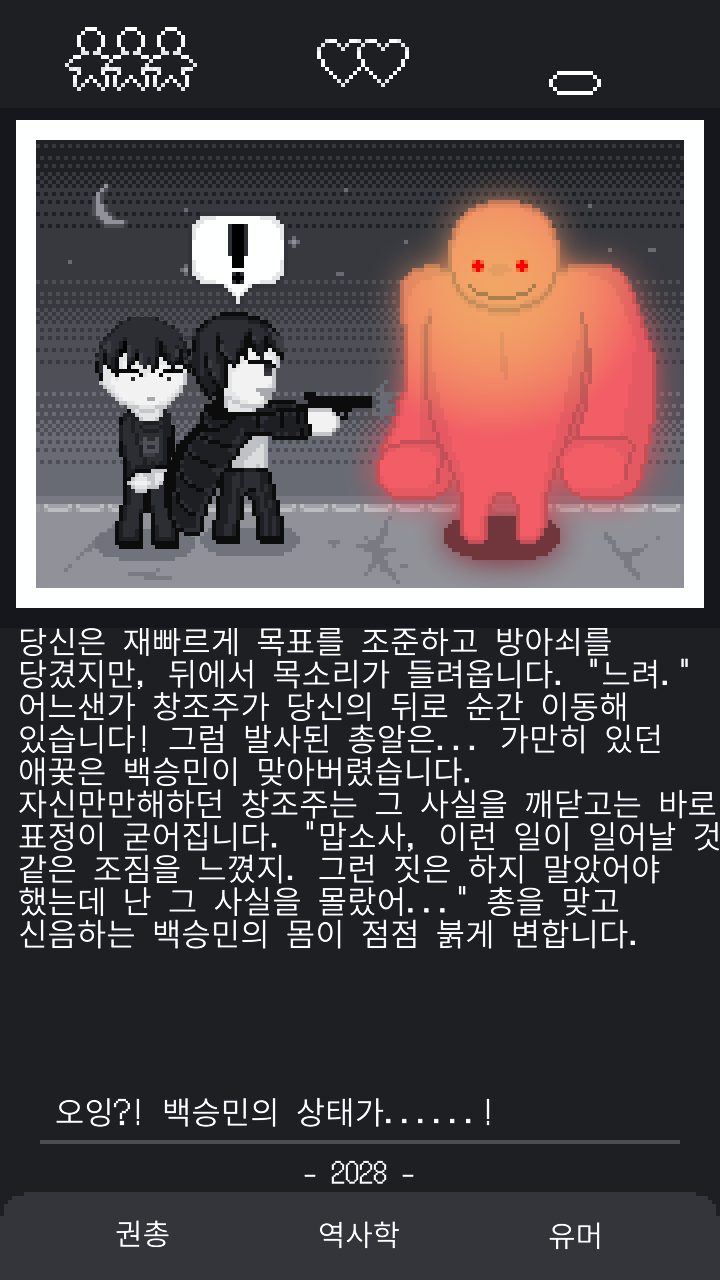 !
당신은 재빠르게 목표를 조준하고 방아쇠를
당겼지만, 뒤에서 목소리가 들려옵니다. "느려."
어느샌가 창조주가 당신의 뒤로 순간 이동해
있습니다! 그럼 발사된 총알은... 가만히 있던
애꿎은 백승민이 맞아버렸습니다.
자신만만해하던 창조주는 그 사실을 깨닫고는 바로
표정이 굳어집니다. "맙소사, 이런 일이 일어날 것
같은 조짐을 느꼈지. 그런 짓은 하지 말았어야
했는데 난 그 사실을 몰랐어..." 총을 맞고
신음하는 백승민의 몸이 점점 붉게 변합니다.
오잉?! 백승민의 상태가......!
- 2028 -
권총 역사학 유머